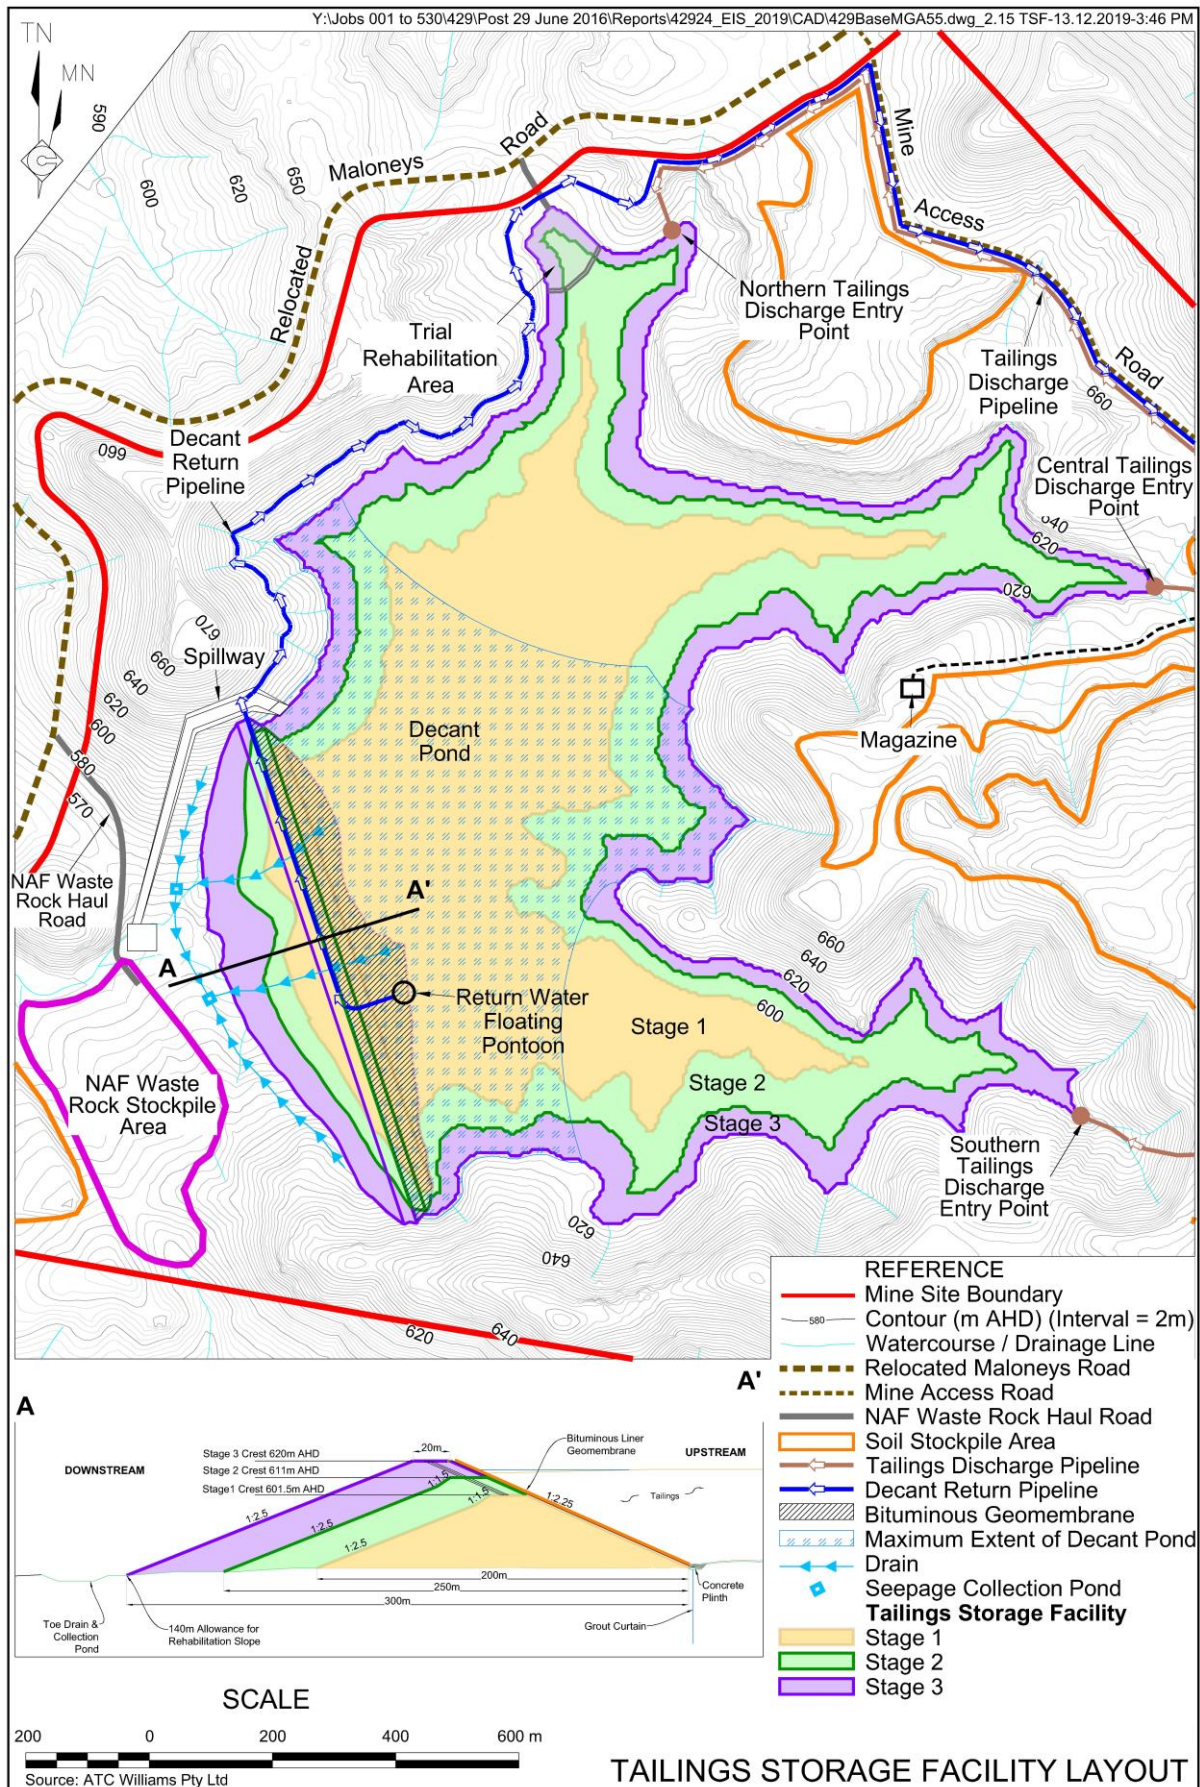 Y:\Jobs 001 to 530\429\Post 29 June 2016\Reports\42924_EIS_2019\CAD\429BaseMGA55.dwg_2.15 TSF-13.12.2019-3:46 PM
TN
MN
590
600
620
650
Maloneys
Road
Relocated
Mine
Access
Road
Northern Tailings
Discharge Entry
Point
Trial
Rehabilitation
Area
Tailings
Discharge
Pipeline
660
Decant
Return
Pipeline
660
Central Tailings
Discharge Entry
Point
640
620
620
670
Spillway
660
640
620
600
580
570
Decant
Pond
Magazine
NAF Waste
Rock Haul
Road
A'
A
660
640
620
600
Return Water
Floating
Pontoon
Stage 1
Stage 2
Stage 3
NAF Waste
Rock Stockpile
Area
Southern
Tailings
Discharge
Entry Point
620
640
620
640
REFERENCE
Mine Site Boundary
580
Contour (m AHD) (Interval = 2m)
Watercourse / Drainage Line
Relocated Maloneys Road
Mine Access Road
NAF Waste Rock Haul Road
Soil Stockpile Area
Tailings Discharge Pipeline
Decant Return Pipeline
Bituminous Geomembrane
Maximum Extent of Decant Pond
Drain
Seepage Collection Pond
Tailings Storage Facility
Stage 1
Stage 2
Stage 3
A
A'
DOWNSTREAM
UPSTREAM
Stage 3 Crest 620m AHD
Stage 2 Crest 611m AHD
Stage1 Crest 601.5m AHD
20m
Bituminous Liner
Geomembrane
Tailings
1:1.5
1:1.5
1:2.25
1:2.5
1:2.5
1:2.5
200m
250m
300m
Toe Drain &
Collection
Pond
140m Allowance for
Rehabilitation Slope
Grout Curtain
Concrete
Plinth
SCALE
200 0 200 400 600 m
Source: ATC Williams Pty Ltd
TAILINGS STORAGE FACILITY LAYOUT